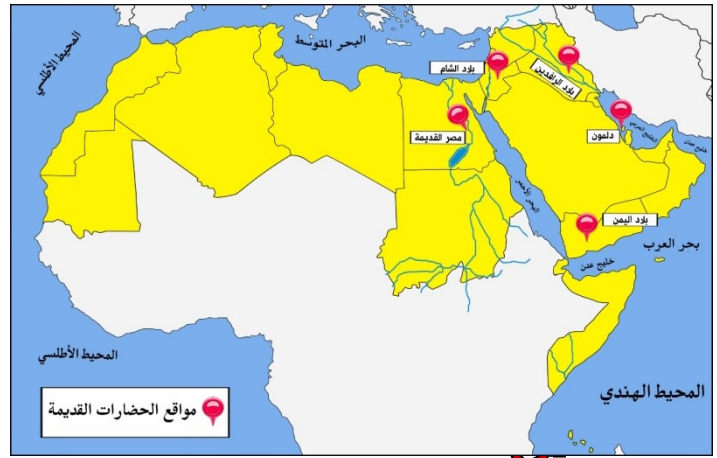 المحيط الأطلسي
البحر المتوسط
بلاد الشام
بلاد الرافدين
مصر القديمة
دلمون
الخليج العربي
خليج عمان
البحر الأحمر
بلاد اليمن
بحر العرب
خليج عدن
المحيط الأطلسي
المحيط الهندي
مواقع الحضارات القديمة